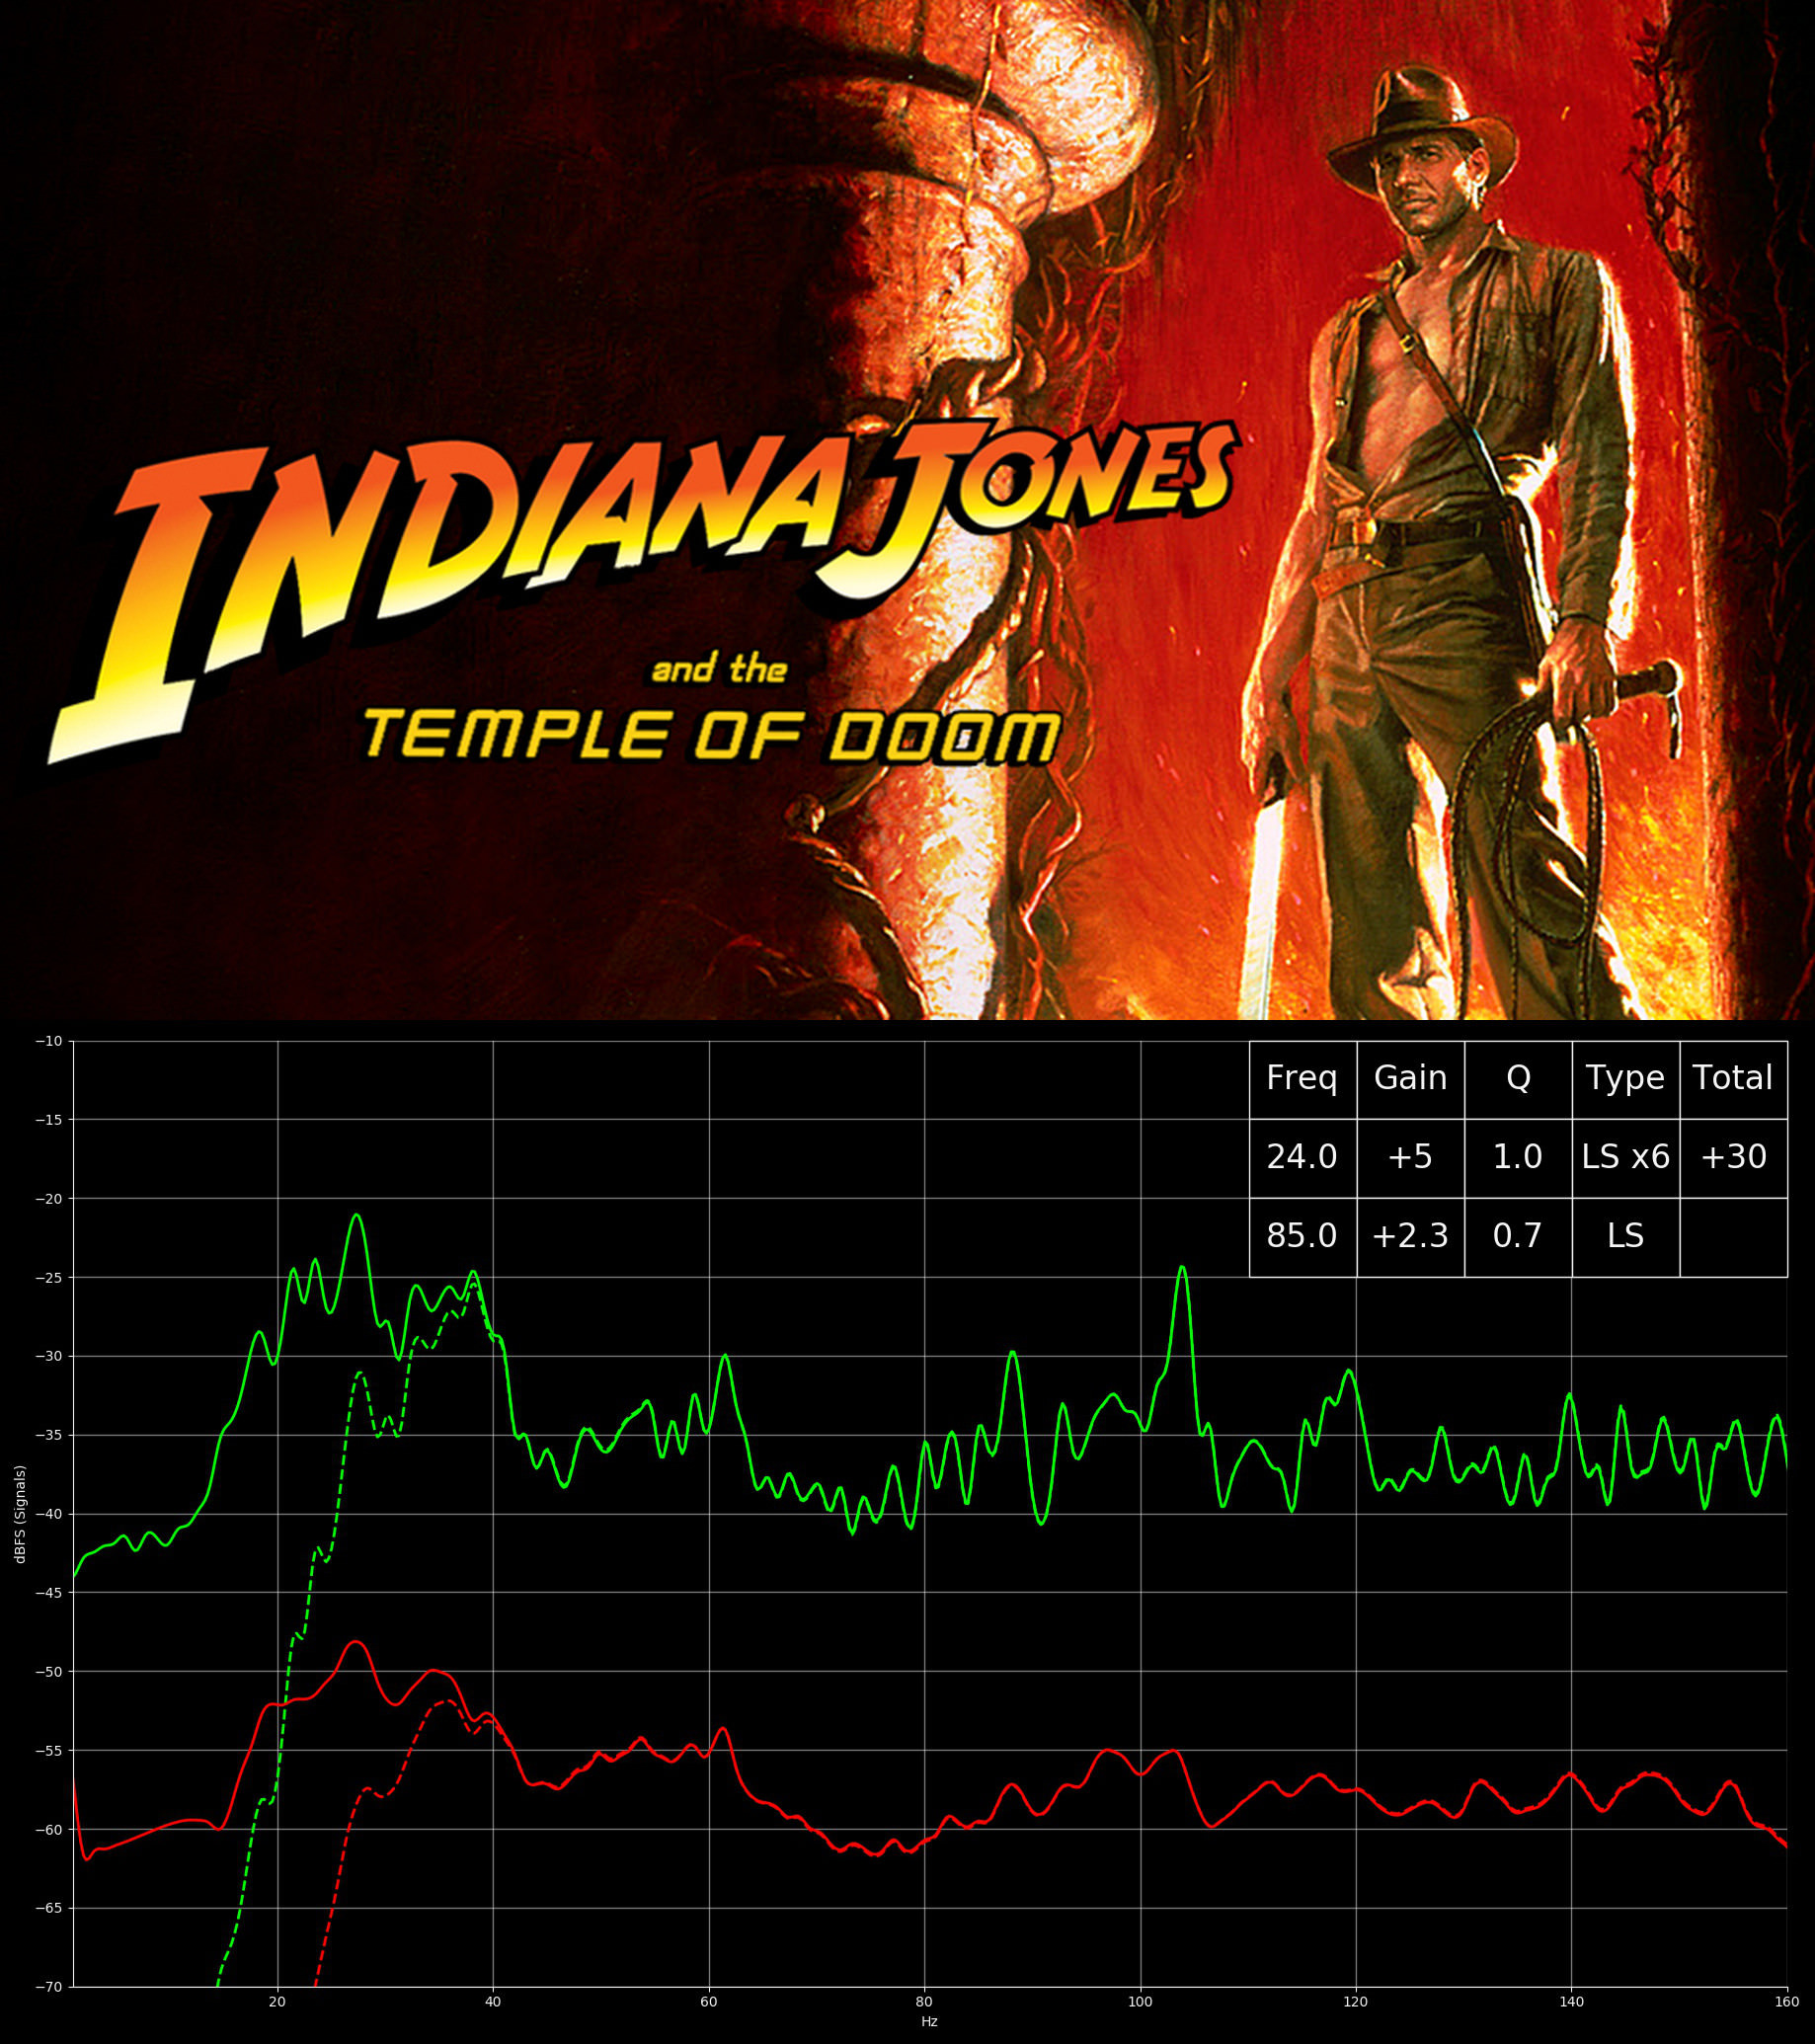 INDIANA JONES
and the
TEMPLE OF DOOM
Freq Gain Q Type Total
24.0 +5 1.0 LS x6 +30
85.0 +2.3 0.7 LS
−10
−15
−20
−25
−30
−35
−40
−45
−50
−55
−60
−65
−70
dBFS (Signals)
20 40 60 80 100 120 140 160
Hz